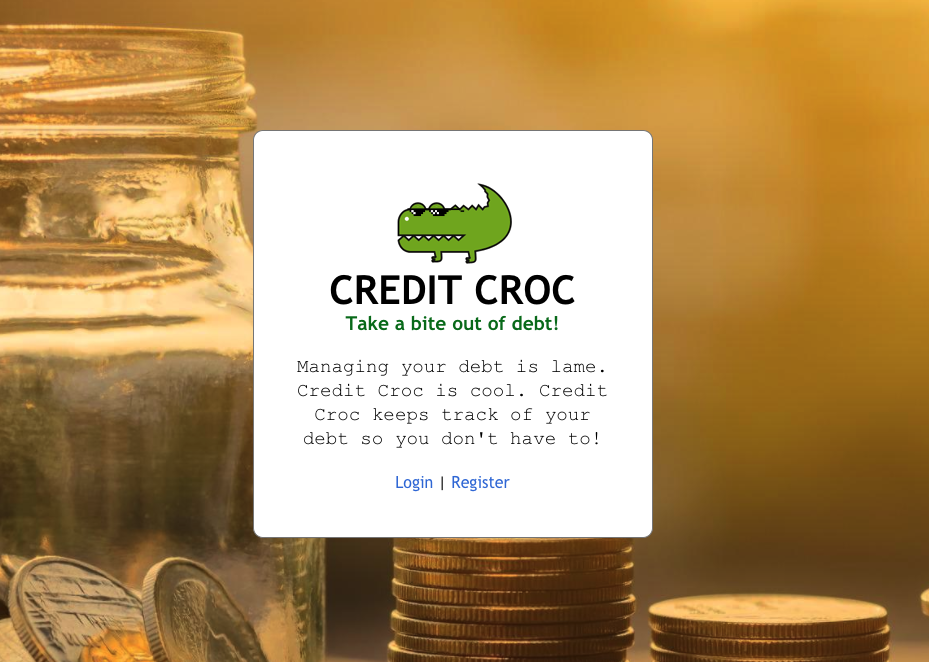 CREDIT CROC
Take a bite out of debt!
Managing your debt is lame.
Credit Croc is cool. Credit
Croc keeps track of your
debt so you don't have to!
Login | Register